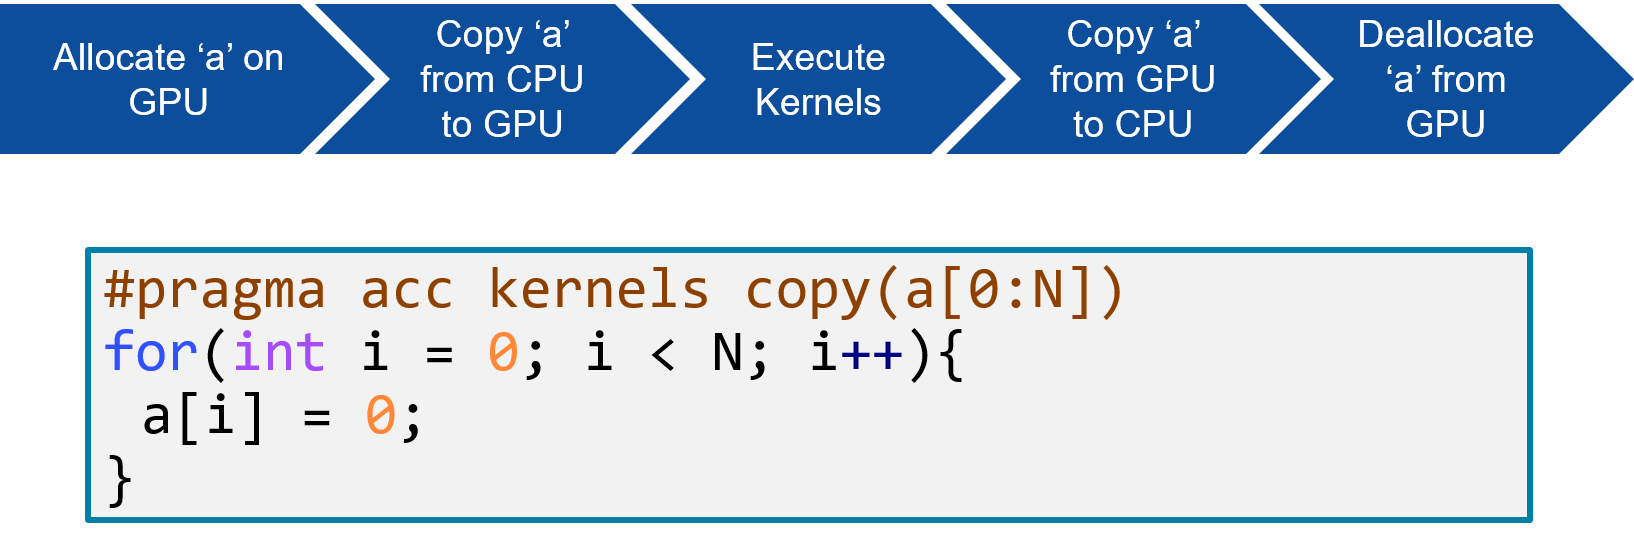 Allocate ‘a’ on
GPU
Copy ‘a’
from CPU
to GPU
Execute
Kernels
Copy ‘a’
from GPU
to CPU
Deallocate
‘a’ from
GPU
#pragma acc kernels copy(a[0:N])
for(int i = 0; i < N; i++){
 a[i] = 0;
}